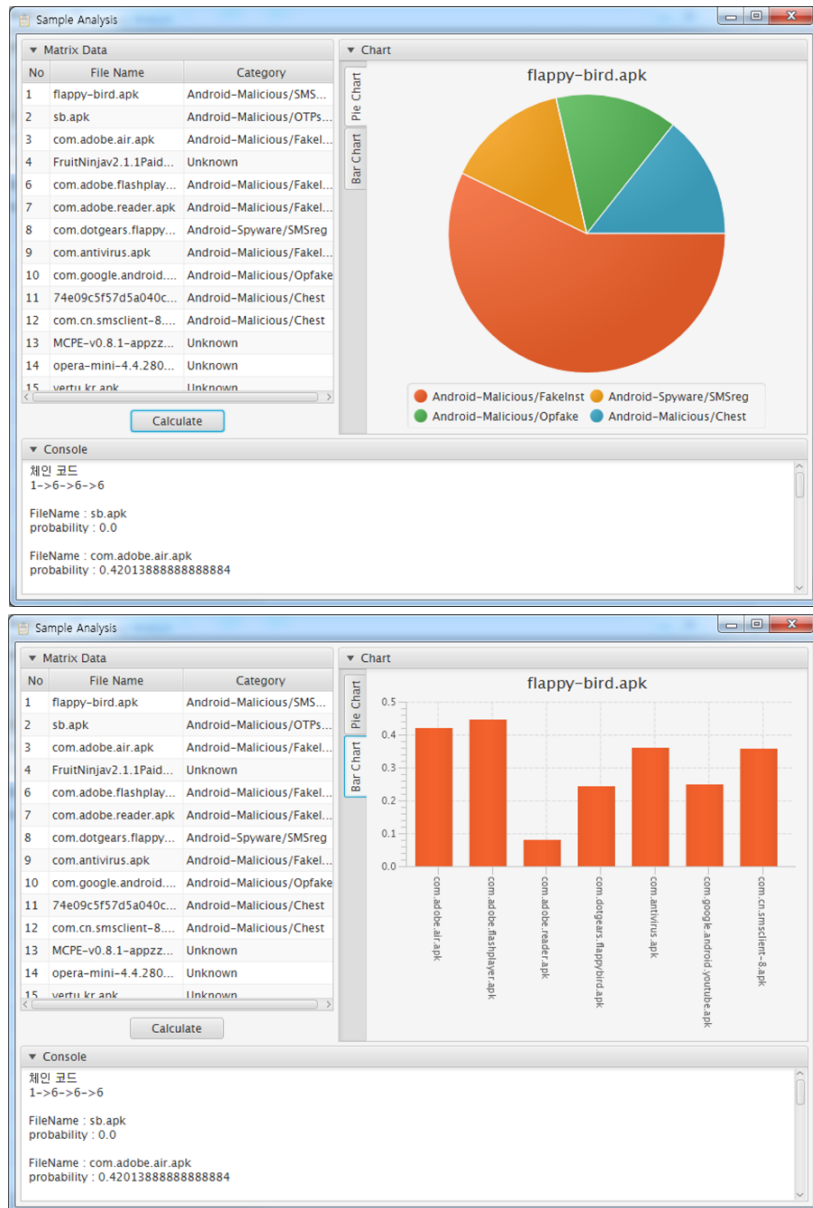 Sample Analysis
Matrix Data
No File Name Category
1 flappy-bird.apk Android-Malicious/SMS...
2 sb.apk Android-Malicious/OTPs...
3 com.adobe.air.apk Android-Malicious/Fakel...
4 FruitNinjav2.1.1Paid... Unknown
6 com.adobe.flashplay... Android-Malicious/Fakel...
7 com.adobe.reader.apk Android-Malicious/Fakel...
8 com.dotgears.flappy... Android-Spyware/SMSreg
9 com.antivirus.apk Android-Malicious/Fakel...
10 com.google.android.... Android-Malicious/Opfake
11 74e09c5f57d5a040c... Android-Malicious/Chest
12 com.cn.smsclient-8.... Android-Malicious/Chest
13 MCPE-v0.8.1-appzz... Unknown
14 opera-mini-4.4.280... Unknown
15 vertu.kr.apk Unknown
Calculate
Chart
Pie Chart
Bar Chart
flappy-bird.apk
Android-Malicious/FakeInst Android-Spyware/SMSreg
Android-Malicious/Opfake Android-Malicious/Chest
Console
체인 코드
1->6->6->6
FileName : sb.apk
probability : 0.0
FileName : com.adobe.air.apk
probability : 0.42013888888888884
Sample Analysis
Matrix Data
No File Name Category
1 flappy-bird.apk Android-Malicious/SMS...
2 sb.apk Android-Malicious/OTPs...
3 com.adobe.air.apk Android-Malicious/Fakel...
4 FruitNinjav2.1.1Paid... Unknown
6 com.adobe.flashplay... Android-Malicious/Fakel...
7 com.adobe.reader.apk Android-Malicious/Fakel...
8 com.dotgears.flappy... Android-Spyware/SMSreg
9 com.antivirus.apk Android-Malicious/Fakel...
10 com.google.android.... Android-Malicious/Opfake
11 74e09c5f57d5a040c... Android-Malicious/Chest
12 com.cn.smsclient-8.... Android-Malicious/Chest
13 MCPE-v0.8.1-appzz... Unknown
14 opera-mini-4.4.280... Unknown
15 vertu.kr.apk Unknown
Calculate
Chart
Pie Chart
Bar Chart
flappy-bird.apk
0.5
0.4
0.3
0.2
0.1
0.0
com.adobe.air.apk
com.adobe.flashplayer.apk
com.adobe.reader.apk
com.dotgears.flappybird.apk
com.antivirus.apk
com.google.android.youtube.apk
com.cn.smsclient-8.apk
Console
체인 코드
1->6->6->6
FileName : sb.apk
probability : 0.0
FileName : com.adobe.air.apk
probability : 0.42013888888888884